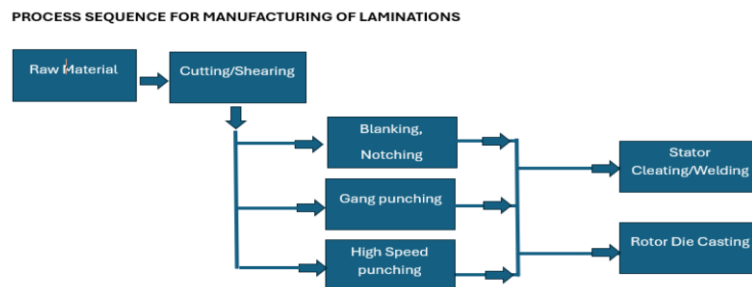 PROCESS SEQUENCE FOR MANUFACTURING OF LAMINATIONS
Raw Material
Cutting/Shearing
Blanking,
Notching
Gang punching
High Speed
punching
Stator
Cleating/Welding
Rotor Die Casting